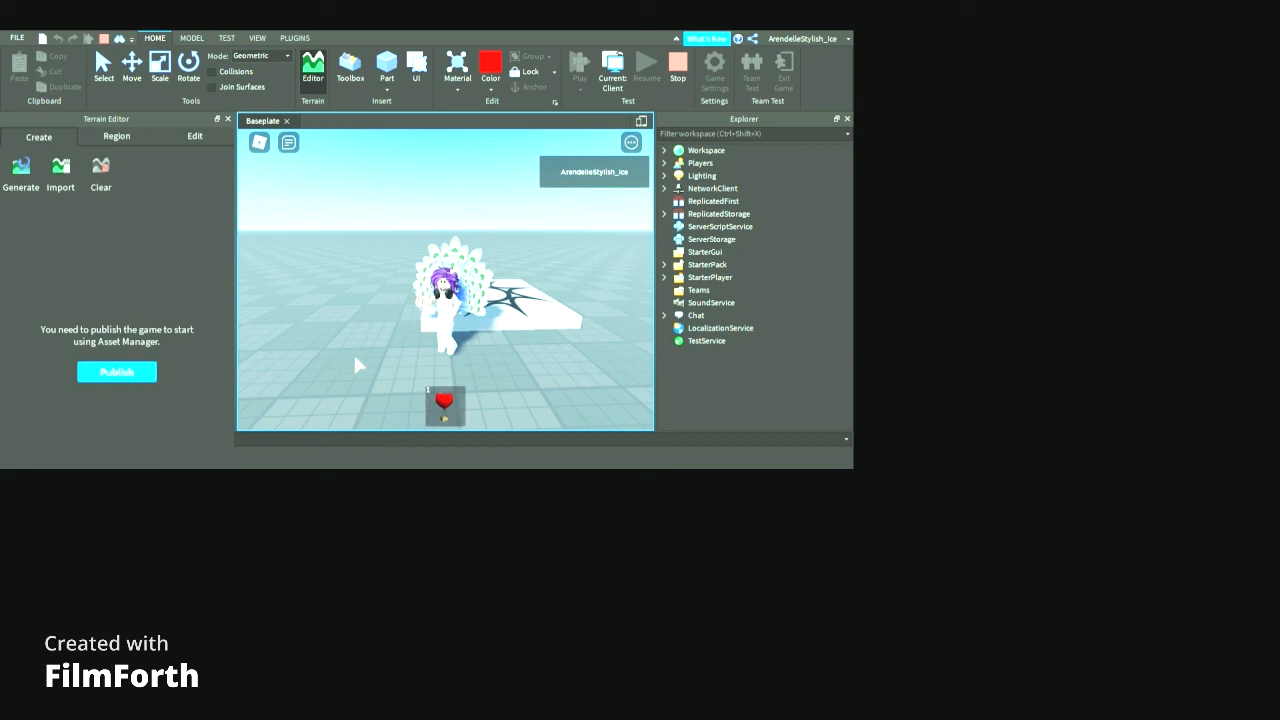 FILE HOME MODEL TEST VIEW PLUGINS What's New ArendelleStylish_Ice
Paste Copy Cut Duplicate
Clipboard
Select Move Scale Rotate
Mode: Geometric
Collisions
Join Surfaces
Tools
Editor
Terrain
Toolbox Part UI
Insert
Material Color Group Lock Anchor
Edit
Play Current: Client Resume Stop
Test
Game Settings
Settings
Team Test Exit Game
Team Test
Terrain Editor
Create Region Edit
Generate Import Clear
You need to publish the game to start
using Asset Manager.
Publish
Baseplate
ArendelleStylish_Ice
1
Explorer
Filter workspace (Ctrl+Shift+X)
Workspace
Players
Lighting
NetworkClient
ReplicatedFirst
ReplicatedStorage
ServerScriptService
ServerStorage
StarterGui
StarterPack
StarterPlayer
Teams
SoundService
Chat
LocalizationService
TestService
Created with
FilmForth